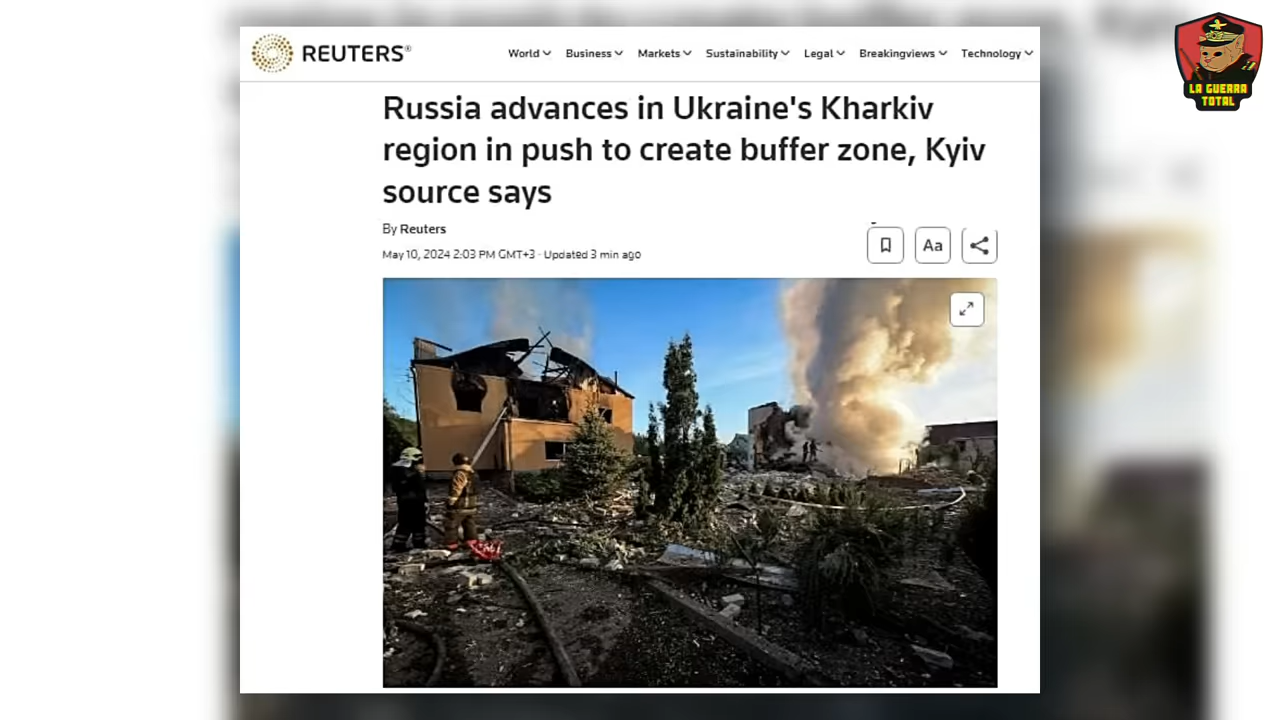 REUTERS®
World Business Markets Sustainability Legal Breakingviews Technology
LA GUERRA
TOTAL
Russia advances in Ukraine's Kharkiv
region in push to create buffer zone, Kyiv
source says
By Reuters
May 10, 2024 2:03 PM GMT+3 · Updated 3 min ago
Aa